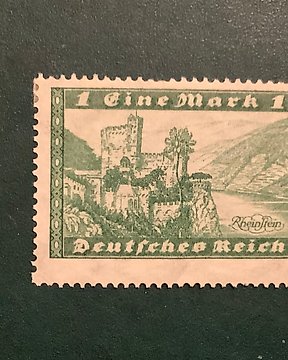 1 Eine Mark 1
Rheinstein
Deutsches Reich